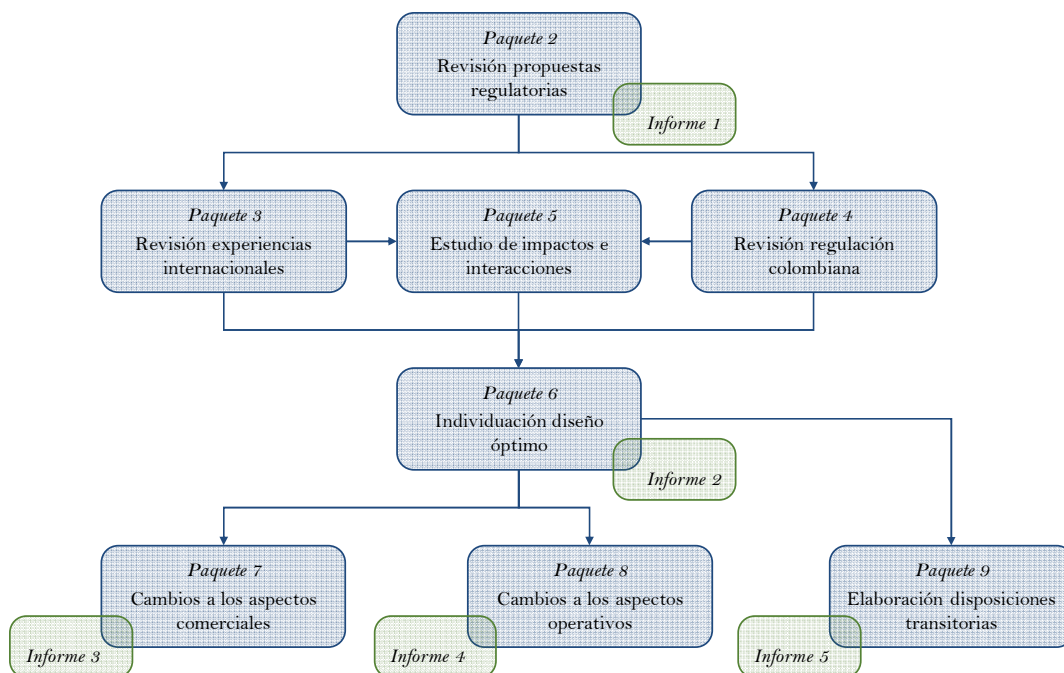 Paquete 2
Revisión propuestas
regulatorias
Informe 1
Paquete 3
Revisión experiencias
internacionales
Paquete 5
Estudio de impactos e
interacciones
Paquete 4
Revisión regulación
colombiana
Paquete 6
Individuación diseño
óptimo
Informe 2
Paquete 7
Cambios a los aspectos
comerciales
Informe 3
Paquete 8
Cambios a los aspectos
operativos
Informe 4
Paquete 9
Elaboración disposiciones
transitorias
Informe 5